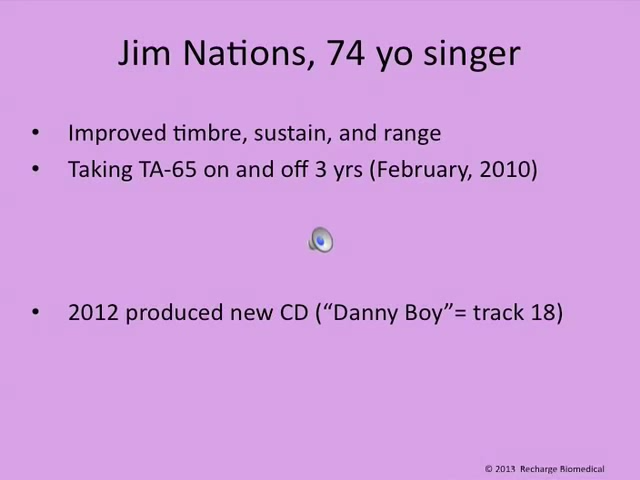 Jim Nations, 74 yo singer
• Improved timbre, sustain, and range
• Taking TA-65 on and off 3 yrs (February, 2010)
• 2012 produced new CD (“Danny Boy”= track 18)
© 2013 Recharge Biomedical